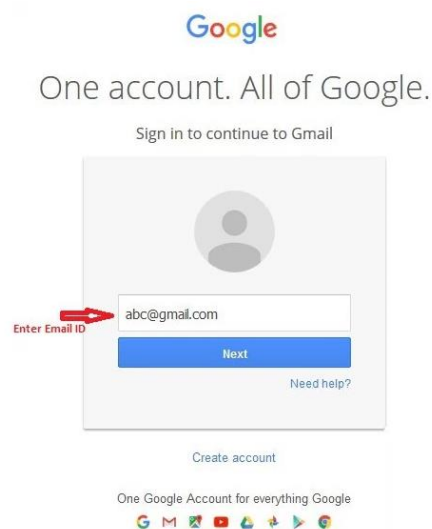 Google
One account. All of Google.
Sign in to continue to Gmail
abc@gmail.com
Enter Email ID
Next
Need help?
Create account
One Google Account for everything Google